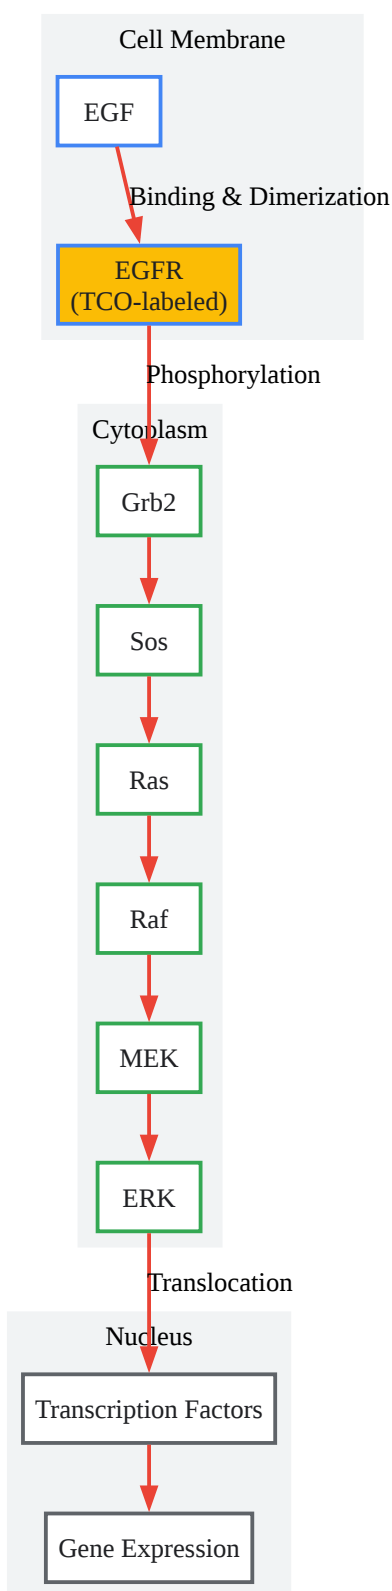 Cell Membrane
EGF
Binding & Dimerization
EGFR
(TCO-labeled)
Phosphorylation
Cytoplasm
Grb2
Sos
Ras
Raf
MEK
ERK
Translocation
Nucleus
Transcription Factors
Gene Expression